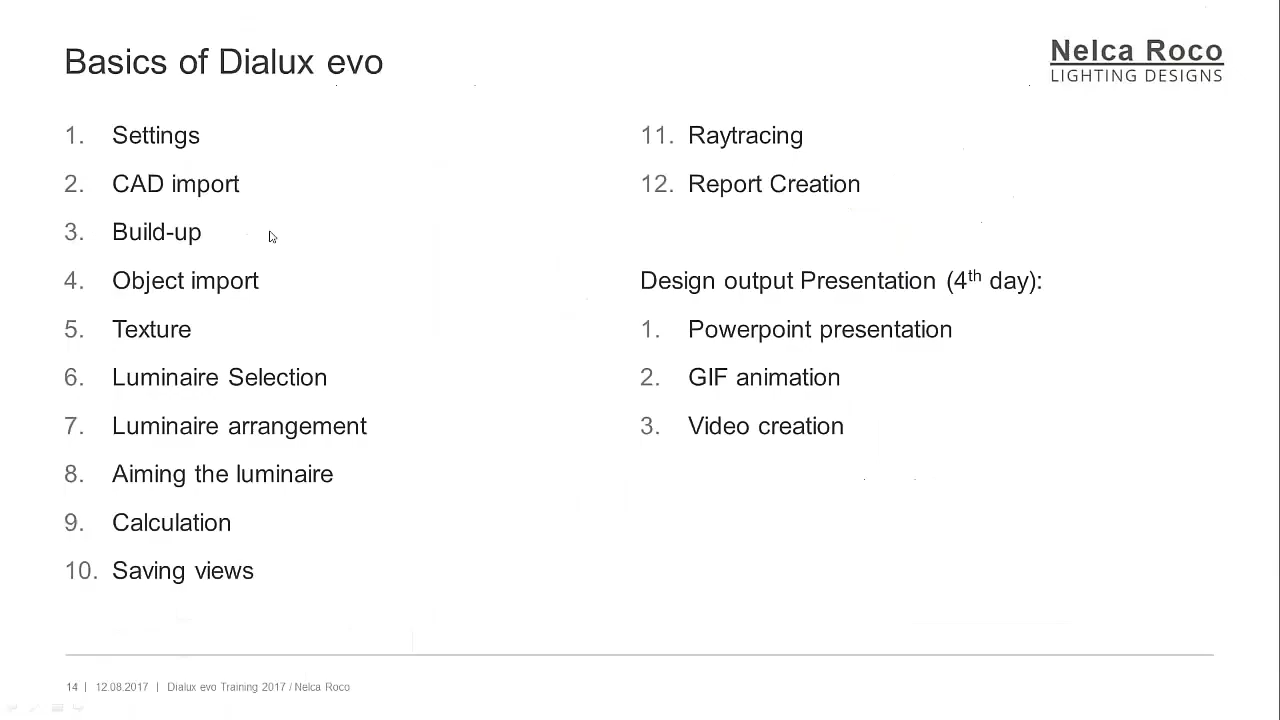 Basics of Dialux evo
Nelca Roco
LIGHTING DESIGNS
1. Settings
2. CAD import
3. Build-up
4. Object import
5. Texture
6. Luminaire Selection
7. Luminaire arrangement
8. Aiming the luminaire
9. Calculation
10. Saving views
11. Raytracing
12. Report Creation
Design output Presentation (4th day):
1. Powerpoint presentation
2. GIF animation
3. Video creation
14 | 12.08.2017 | Dialux evo Training 2017 / Nelca Roco